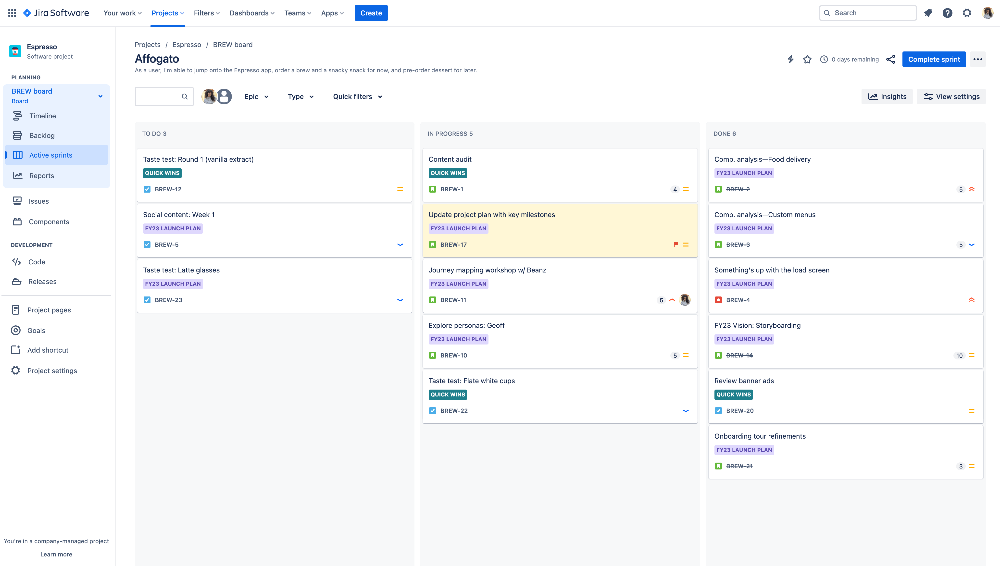 Jira Software
Your work
Projects
Filters
Dashboards
Teams
Apps
Create
Search
Espresso
Software project
PLANNING
BREW board
Board
Timeline
Backlog
Active sprints
Reports
Issues
Components
DEVELOPMENT
Code
Releases
Project pages
Goals
Add shortcut
Project settings
You're in a company-managed project
Learn more
Projects / Espresso / BREW board
Affogato
As a user, I'm able to jump onto the Espresso app, order a brew and a snacky snack for now, and pre-order dessert for later.
0 days remaining
Complete sprint
Epic
Type
Quick filters
Insights
View settings
TO DO 3
Taste test: Round 1 (vanilla extract)
QUICK WINS
BREW-12
Social content: Week 1
FY23 LAUNCH PLAN
BREW-5
Taste test: Latte glasses
FY23 LAUNCH PLAN
BREW-23
IN PROGRESS 5
Content audit
QUICK WINS
BREW-1 4
Update project plan with key milestones
FY23 LAUNCH PLAN
BREW-17
Journey mapping workshop w/ Beanz
FY23 LAUNCH PLAN
BREW-11 5
Explore personas: Geoff
FY23 LAUNCH PLAN
BREW-10 5
Taste test: Flate white cups
QUICK WINS
BREW-22
DONE 6
Comp. analysis—Food delivery
FY23 LAUNCH PLAN
BREW-2 5
Comp. analysis—Custom menus
FY23 LAUNCH PLAN
BREW-3 5
Something's up with the load screen
FY23 LAUNCH PLAN
BREW-4
FY23 Vision: Storyboarding
FY23 LAUNCH PLAN
BREW-14 10
Review banner ads
QUICK WINS
BREW-20
Onboarding tour refinements
FY23 LAUNCH PLAN
BREW-21 3